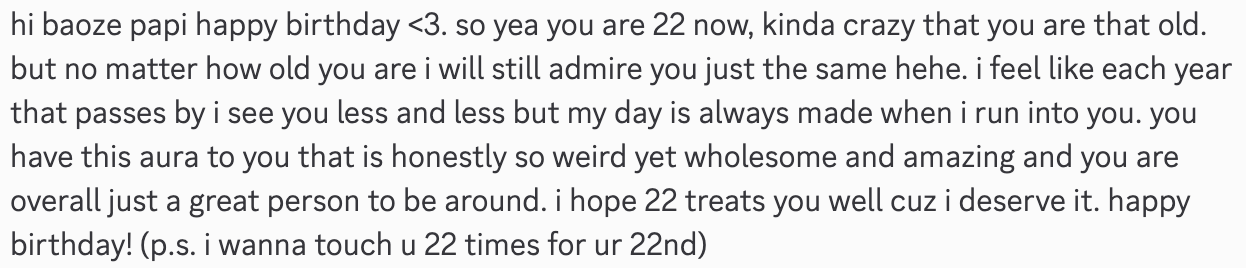 hi baoze papi happy birthday <3. so yea you are 22 now, kinda crazy that you are that old.
but no matter how old you are i will still admire you just the same hehe. i feel like each year
that passes by i see you less and less but my day is always made when i run into you. you
have this aura to you that is honestly so weird yet wholesome and amazing and you are
overall just a great person to be around. i hope 22 treats you well cuz i deserve it. happy
birthday! (p.s. i wanna touch u 22 times for ur 22nd)